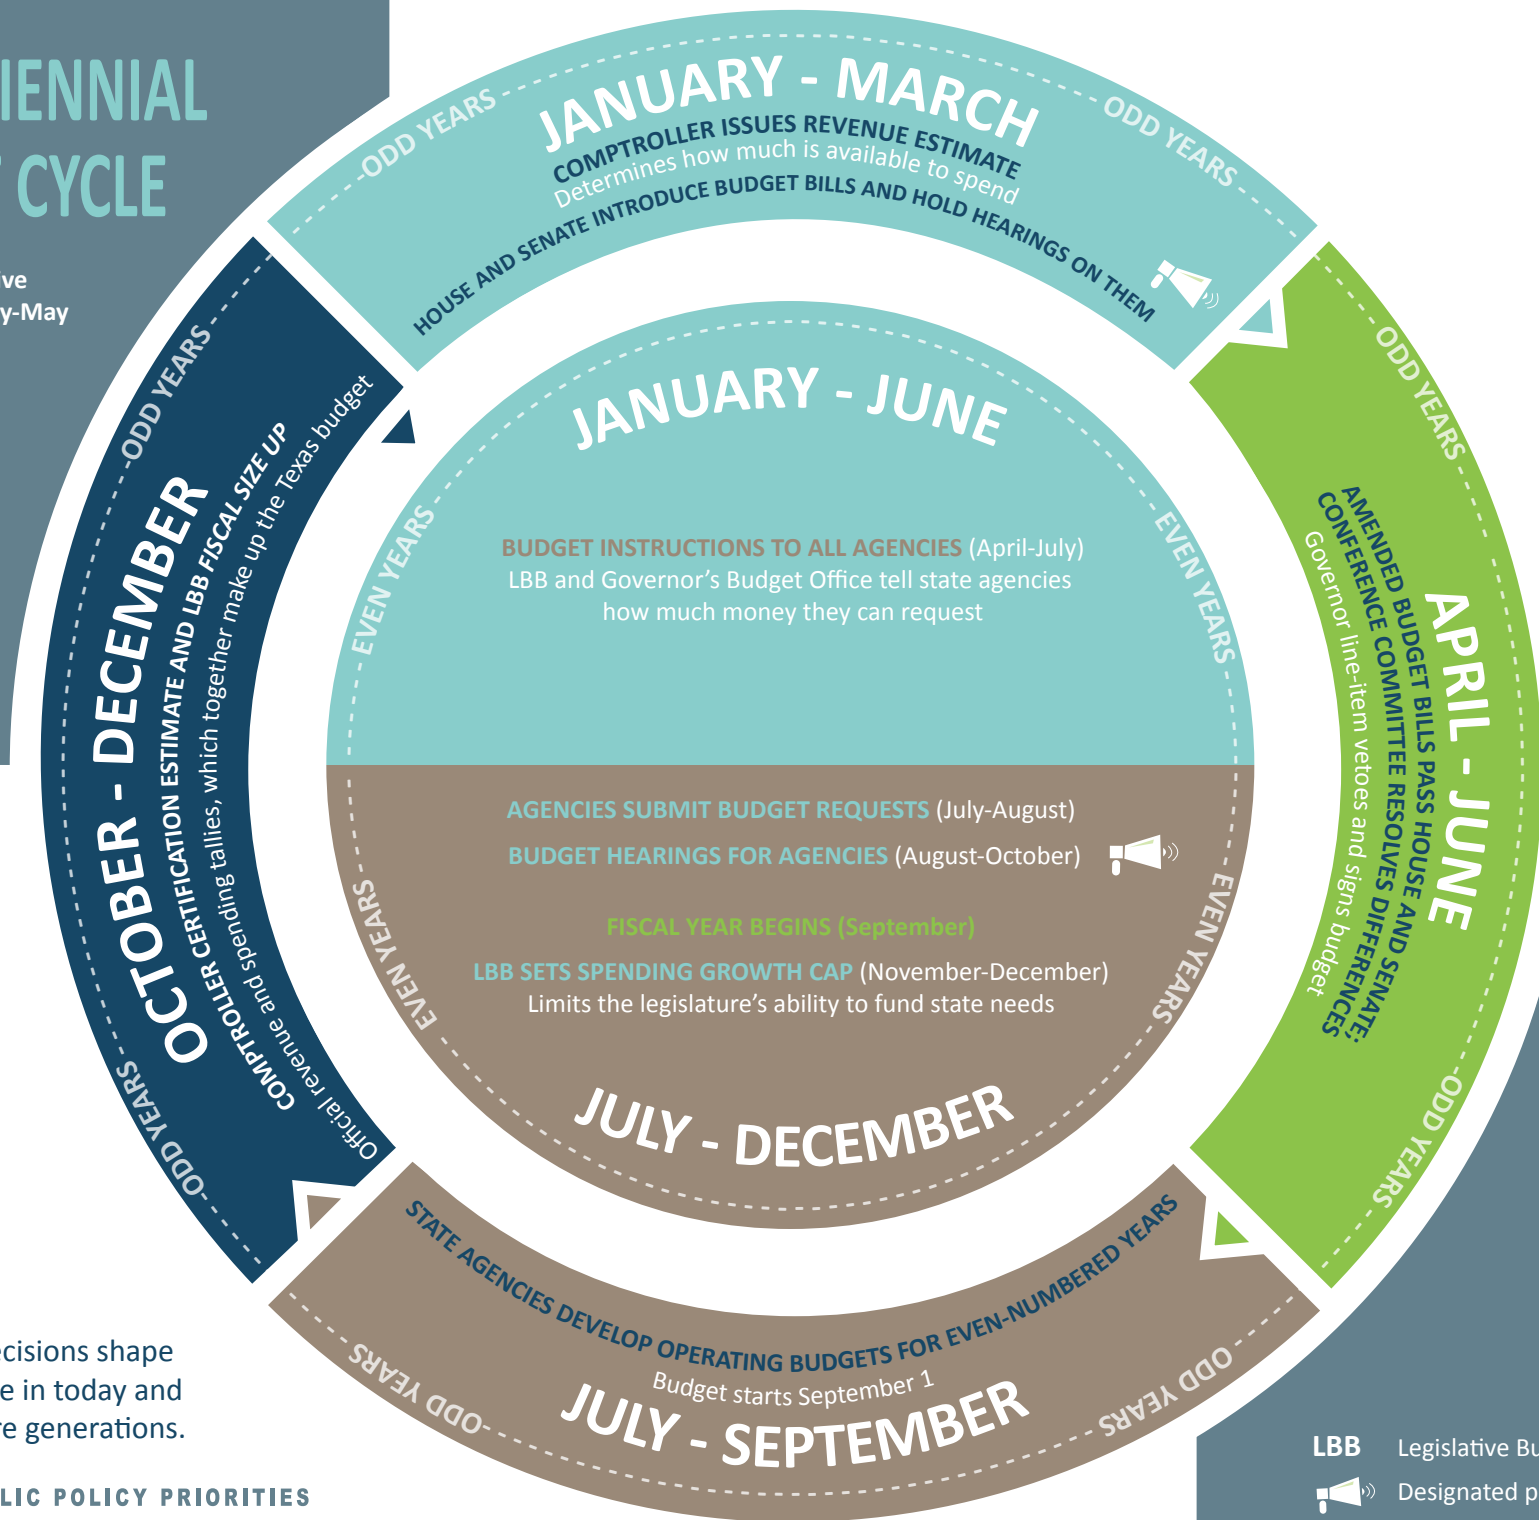 IENNIAL
CYCLE
ive
y-May
ODD YEARS
JANUARY - MARCH
ODD YEARS
COMPTROLLER ISSUES REVENUE ESTIMATE
Determines how much is available to spend
HOUSE AND SENATE INTRODUCE BUDGET BILLS AND HOLD HEARINGS ON THEM
ODD YEARS
APRIL - JUNE
AMENDED BUDGET BILLS PASS HOUSE AND SENATE;
CONFERENCE COMMITTEE RESOLVES DIFFERENCES
Governor line-item vetoes and signs budget
ODD YEARS
ODD YEARS
STATE AGENCIES DEVELOP OPERATING BUDGETS FOR EVEN-NUMBERED YEARS
Budget starts September 1
JULY - SEPTEMBER
ODD YEARS
ODD YEARS
OCTOBER - DECEMBER
COMPTROLLER CERTIFICATION ESTIMATE AND LBB FISCAL SIZE UP
Official revenue and spending tallies, which together make up the Texas budget
ODD YEARS
JANUARY - JUNE
EVEN YEARS
EVEN YEARS
BUDGET INSTRUCTIONS TO ALL AGENCIES (April-July)
LBB and Governor's Budget Office tell state agencies
how much money they can request
AGENCIES SUBMIT BUDGET REQUESTS (July-August)
BUDGET HEARINGS FOR AGENCIES (August-October)
EVEN YEARS
EVEN YEARS
FISCAL YEAR BEGINS (September)
LBB SETS SPENDING GROWTH CAP (November-December)
Limits the legislature's ability to fund state needs
JULY - DECEMBER
ecisions shape
e in today and
re generations.
LIC POLICY PRIORITIES
LBB Legislative Bu
Designated p